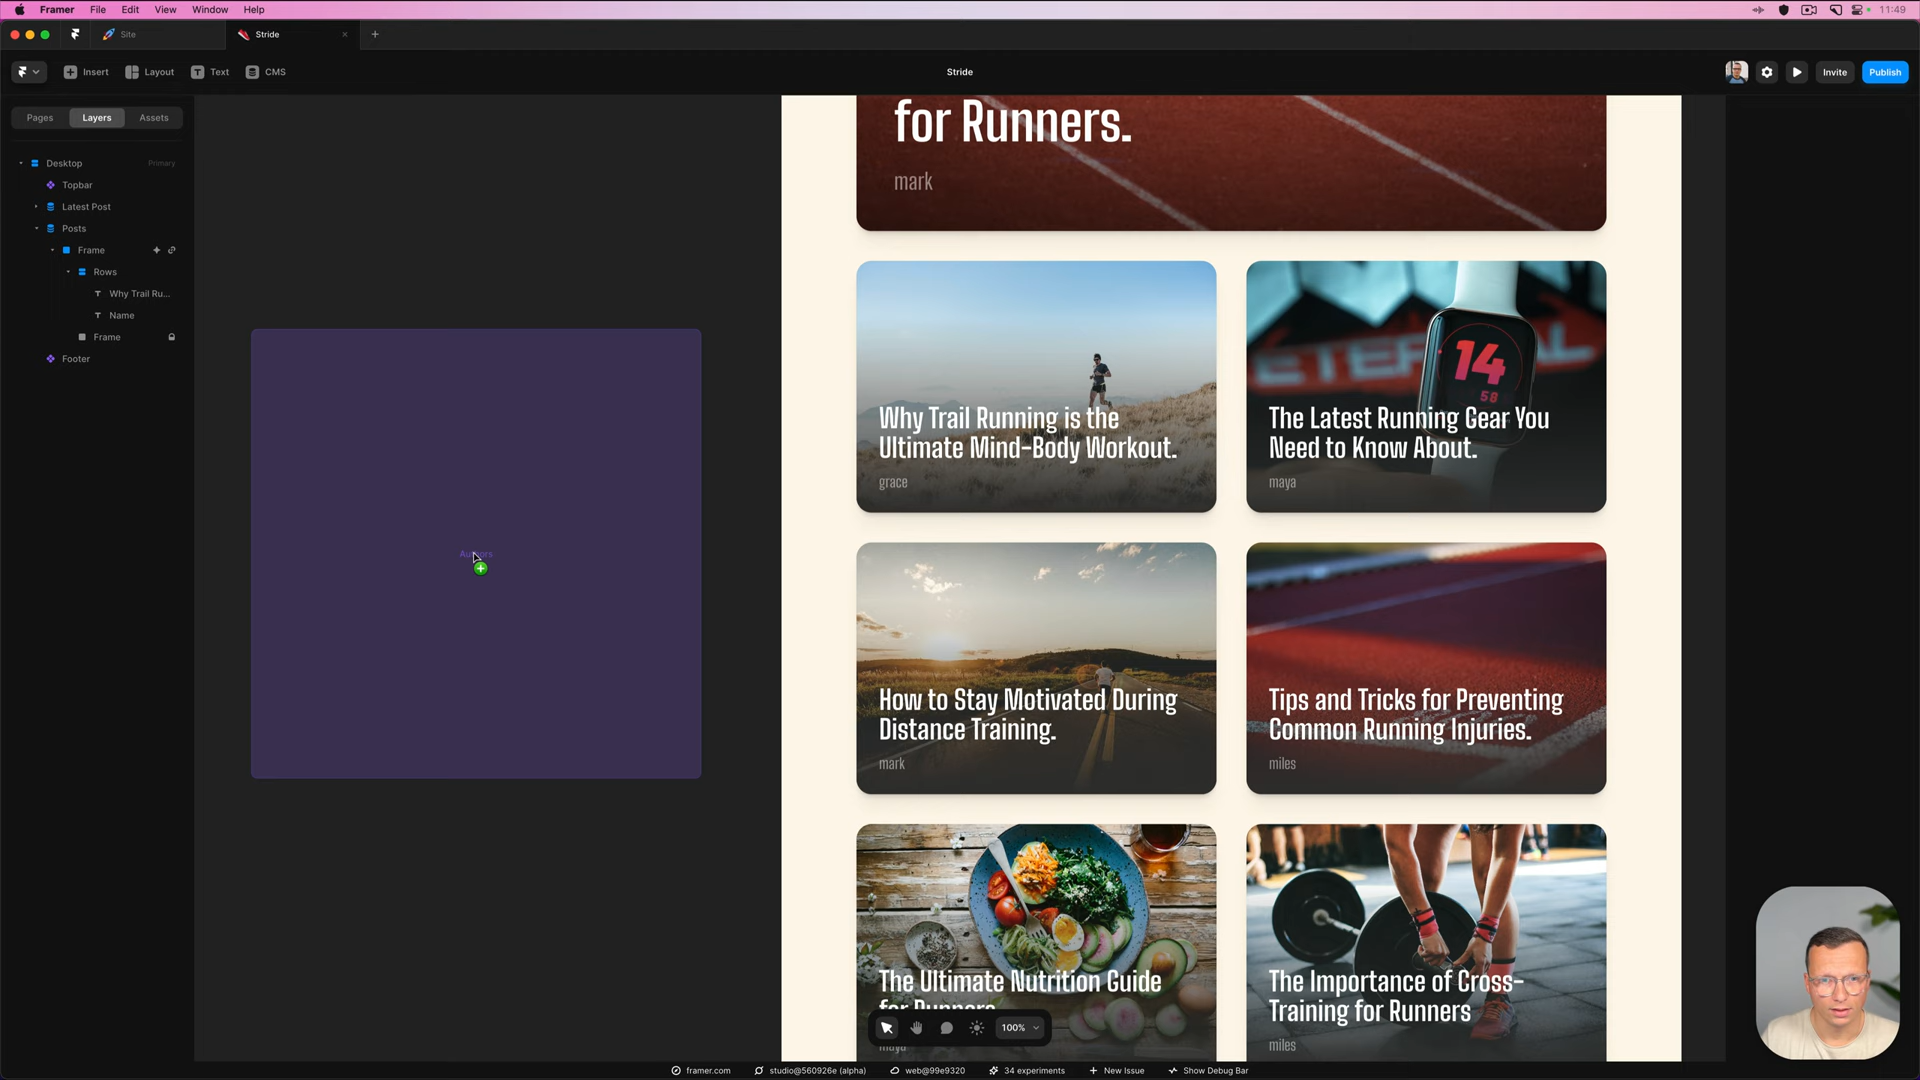 Framer File Edit View Window Help 11:49
Site Stride
Insert Layout Text CMS Stride Invite Publish
Pages Layers Assets
Desktop Primary
Topbar
Latest Post
Posts
Frame
Rows
Why Trail Ru...
Name
Frame
Footer
Authors
for Runners.
mark
Why Trail Running is the
Ultimate Mind-Body Workout.
grace
14
58
The Latest Running Gear You
Need to Know About.
maya
How to Stay Motivated During
Distance Training.
mark
Tips and Tricks for Preventing
Common Running Injuries.
miles
The Ultimate Nutrition Guide
for Runners
maya
The Importance of Cross-
Training for Runners
miles
100%
framer.com studio@560926e (alpha) web@99e9320 34 experiments New Issue Show Debug Bar